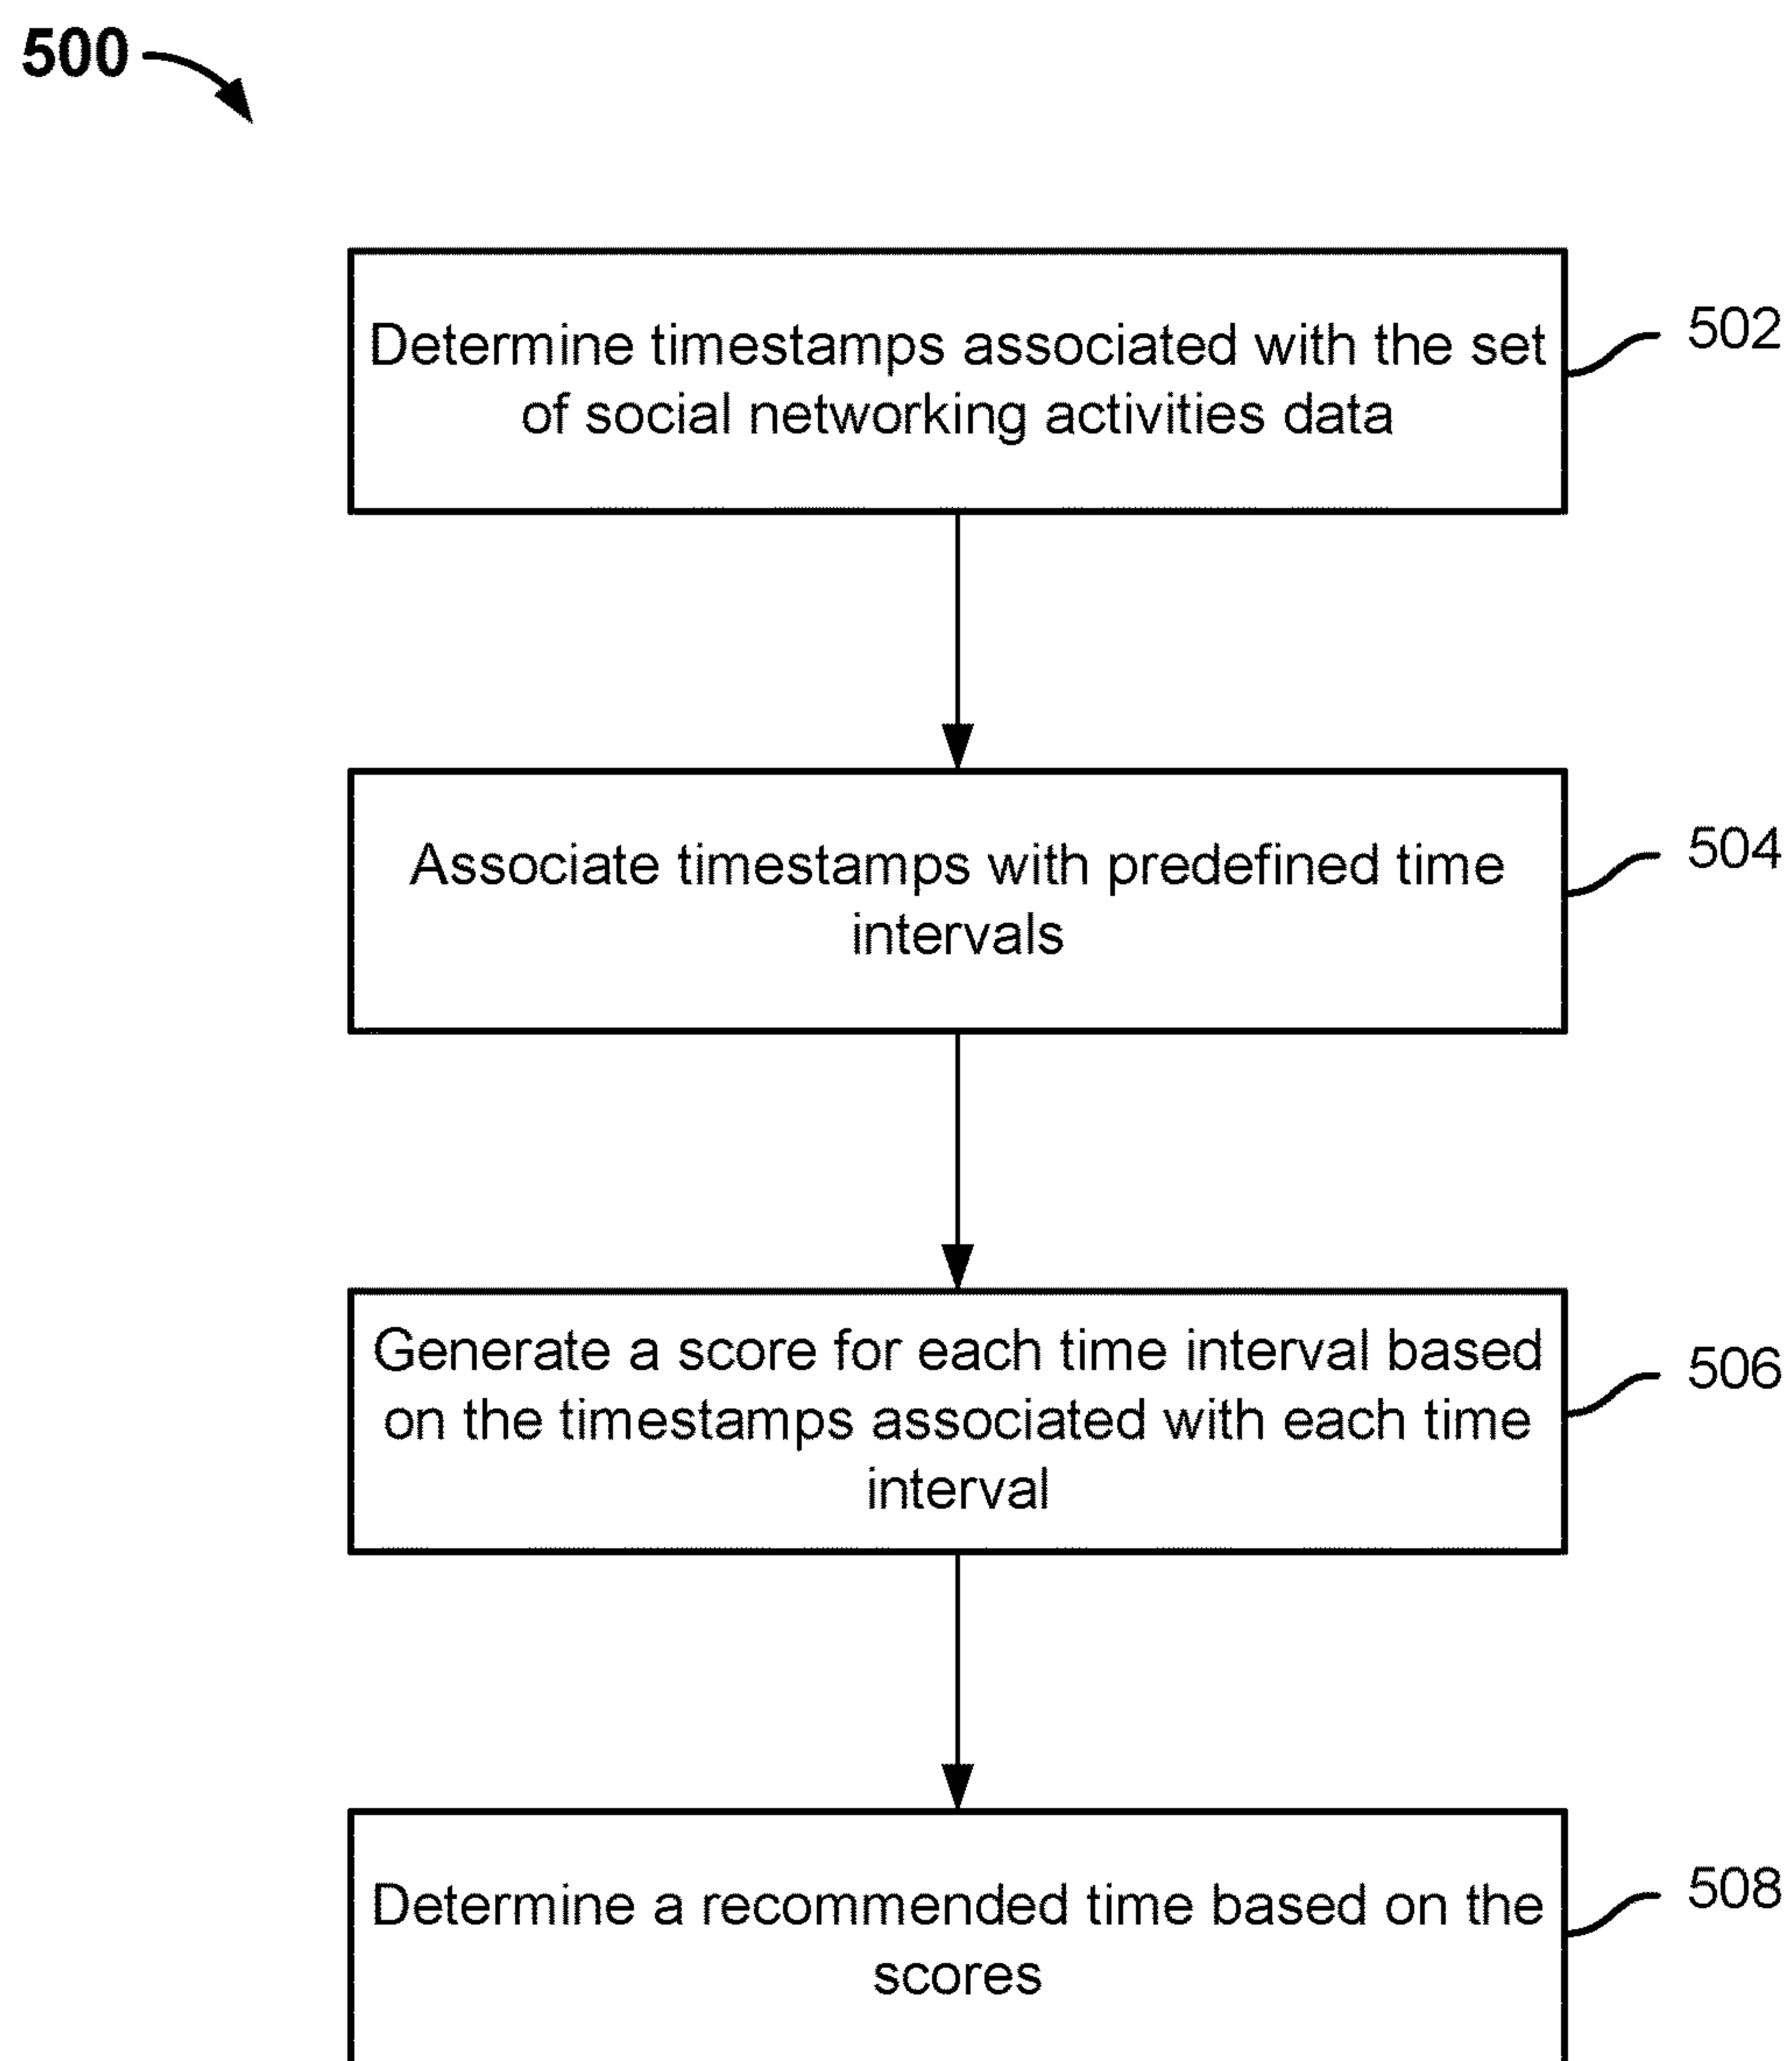 500
Determine timestamps associated with the set
of social networking activities data
502
Associate timestamps with predefined time
intervals
504
Generate a score for each time interval based
on the timestamps associated with each time
interval
506
Determine a recommended time based on the
scores
508